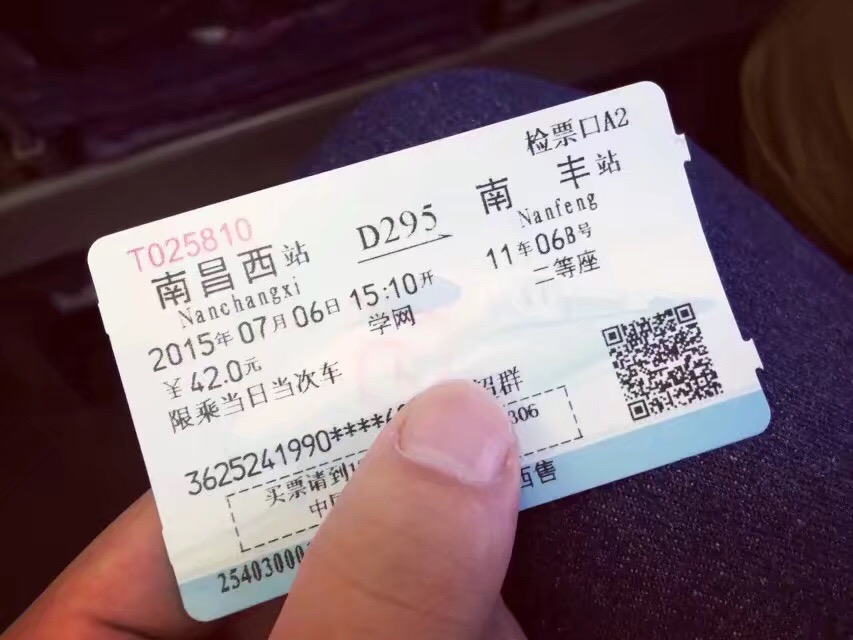 T025810
检票口A2
南昌西站 D295 南丰站
Nanchangxi Nanfeng
2015年07月06日 15:10开 11车06B号
¥42.0元 学网 二等座
限乘当日当次车
3625241990**** 群
买票请到 306
中 西售
25403000